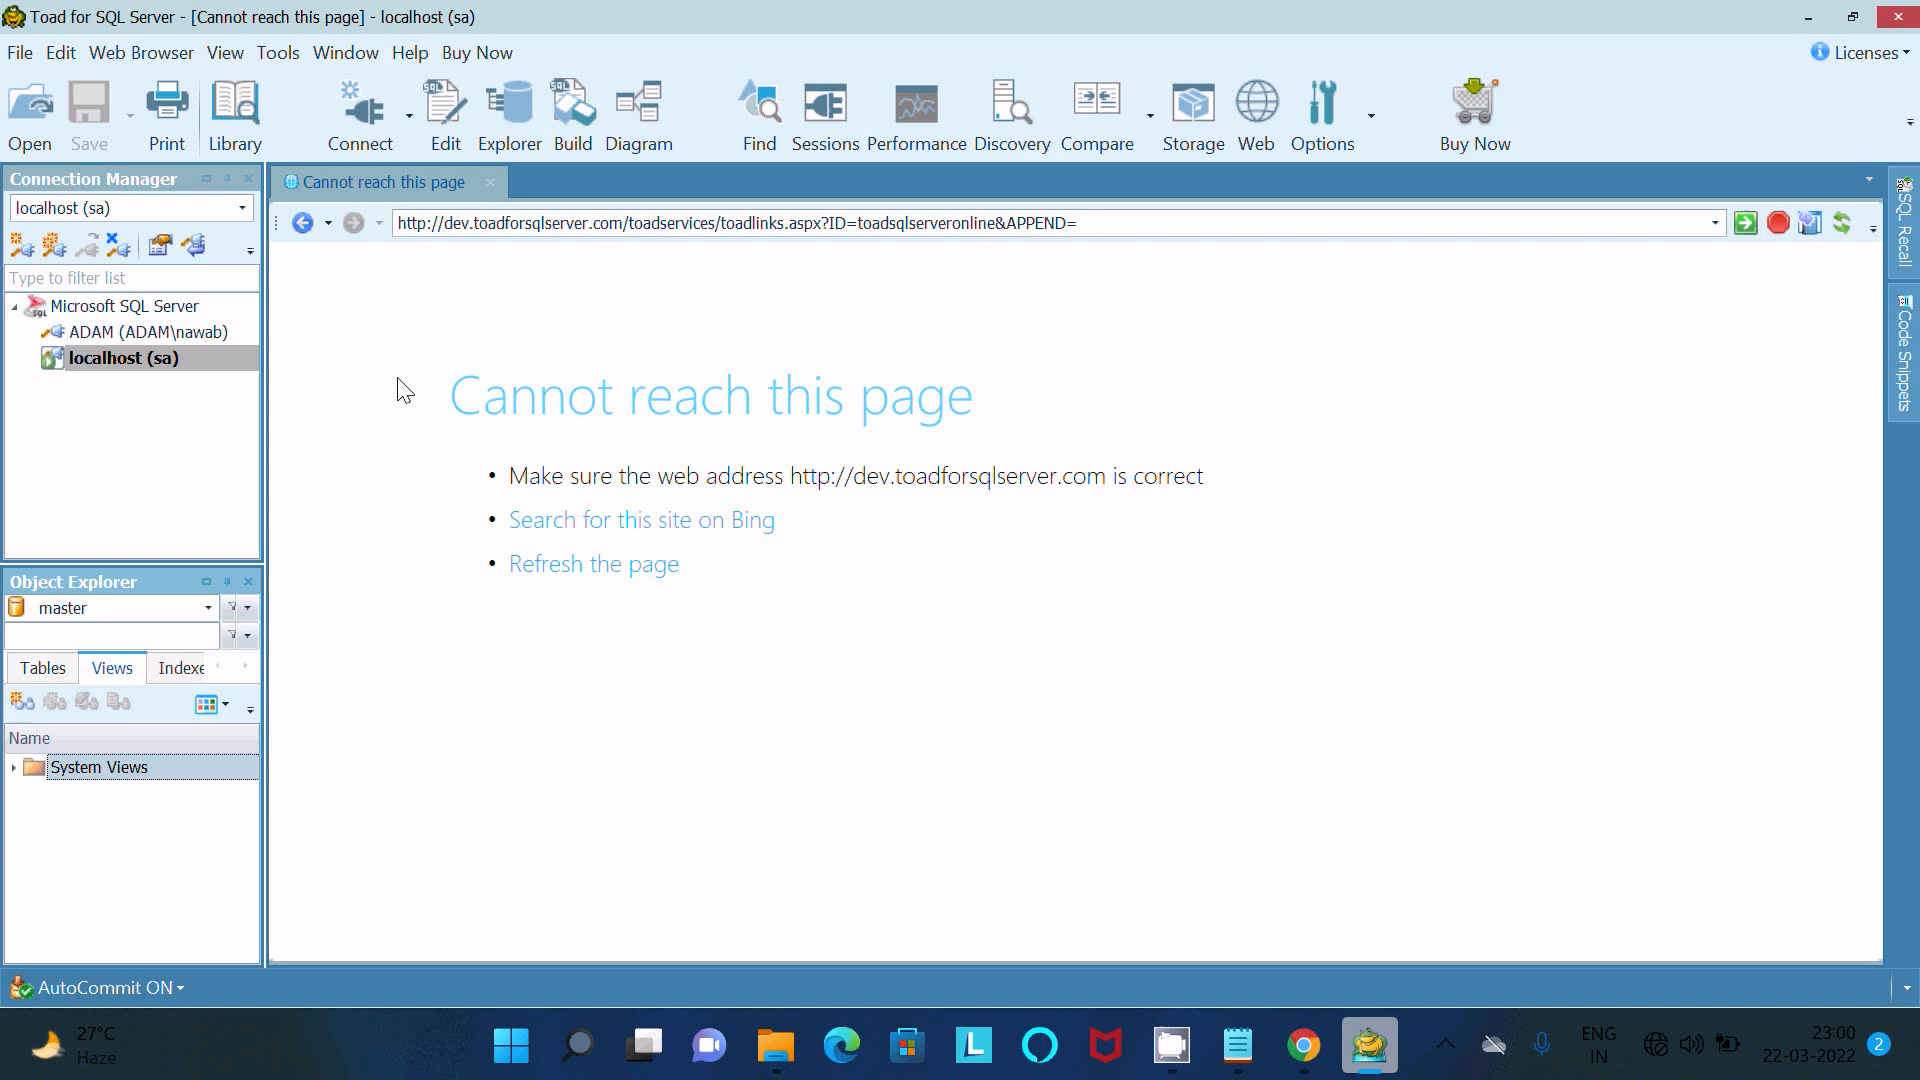 Toad for SQL Server - [Cannot reach this page] - localhost (sa)
File Edit Web Browser View Tools Window Help Buy Now
Licenses
Open Save Print Library Connect Edit Explorer Build Diagram Find Sessions Performance Discovery Compare Storage Web Options Buy Now
Connection Manager
localhost (sa)
Type to filter list
Microsoft SQL Server
ADAM (ADAM\nawab)
localhost (sa)
Object Explorer
master
Tables Views Indexe
Name
System Views
Cannot reach this page
http://dev.toadforsqlserver.com/toadservices/toadlinks.aspx?ID=toadsqlserveronline&APPEND=
Cannot reach this page
• Make sure the web address http://dev.toadforsqlserver.com is correct
• Search for this site on Bing
• Refresh the page
SQL Recall
Code Snippets
AutoCommit ON
27°C
Haze
ENG
IN
23:00
22-03-2022
2